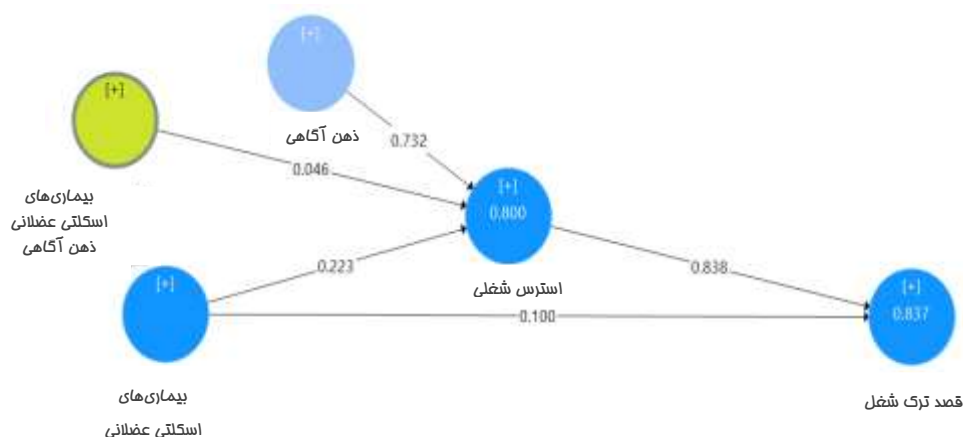 [+]
[+]
ذهن آگاهی
0.732
0.046
[+]
0.800
بیماری‌های
اسکلتی عضلانی
ذهن آگاهی
0.223
0.838
استرس شغلی
[+]
[+]
0.837
0.100
بیماری‌های
اسکلتی عضلانی
قصد ترک شغل